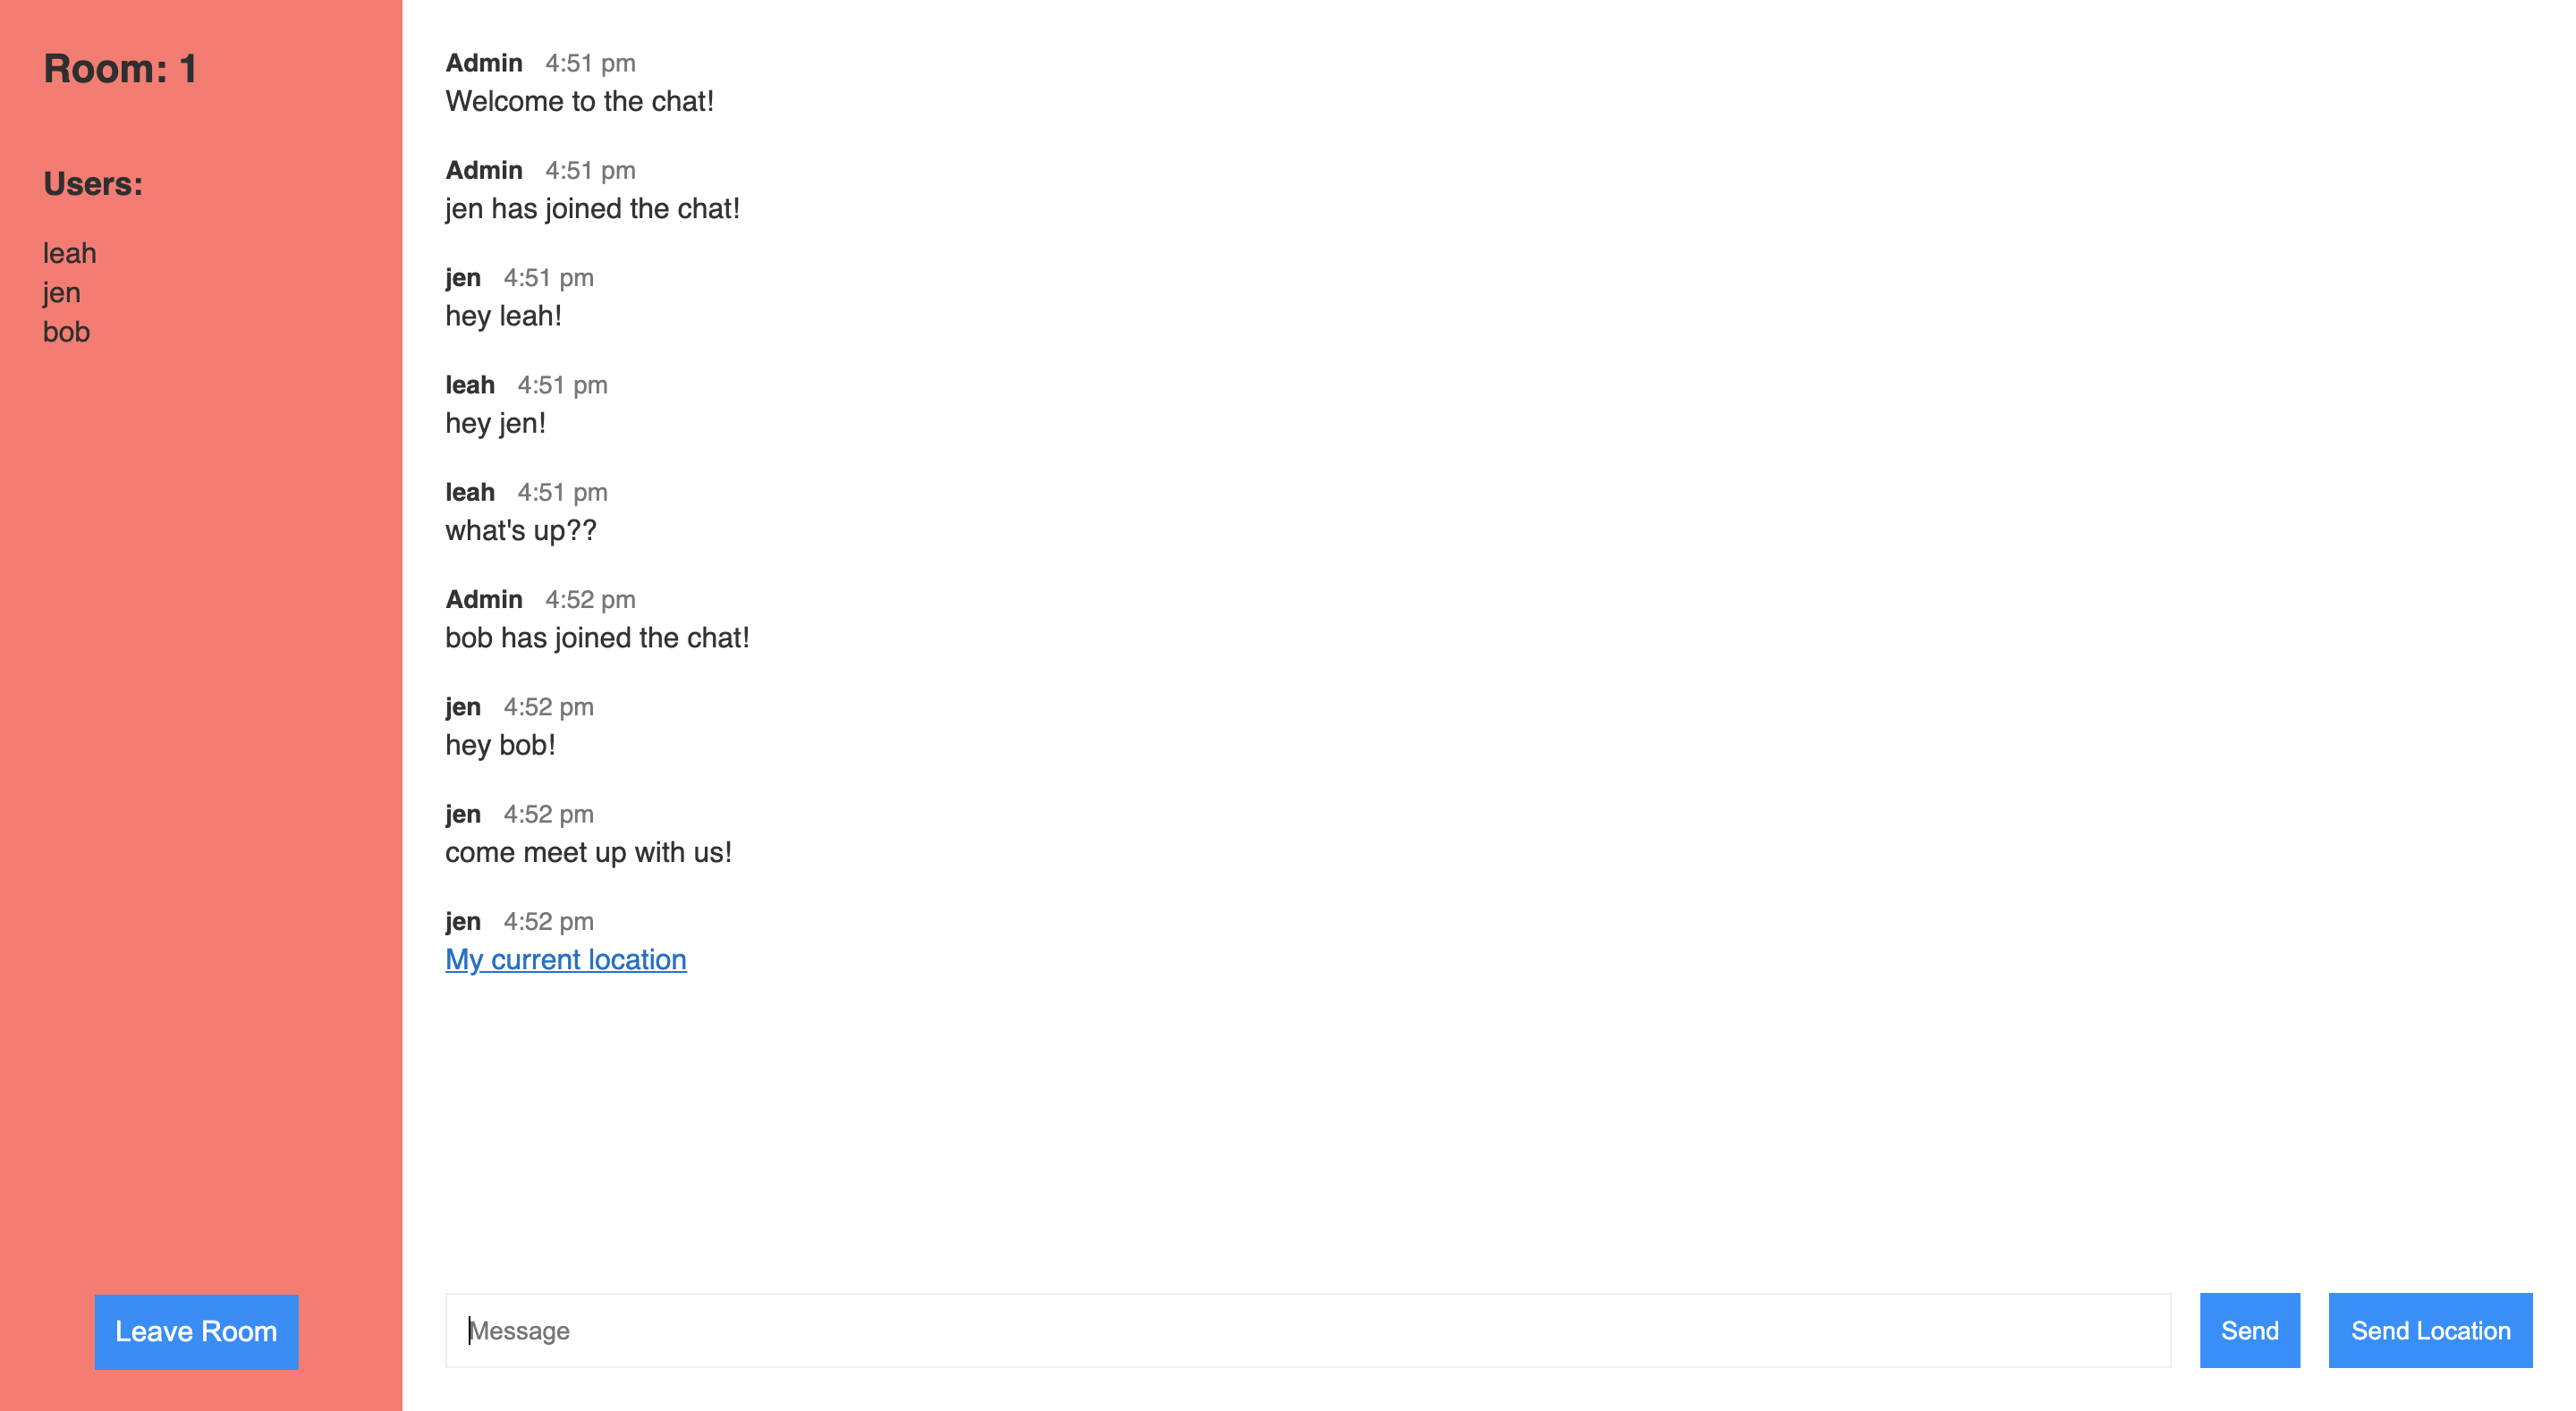 Room: 1
Users:
leah
jen
bob
Leave Room
Admin 4:51 pm
Welcome to the chat!
Admin 4:51 pm
jen has joined the chat!
jen 4:51 pm
hey leah!
leah 4:51 pm
hey jen!
leah 4:51 pm
what's up??
Admin 4:52 pm
bob has joined the chat!
jen 4:52 pm
hey bob!
jen 4:52 pm
come meet up with us!
jen 4:52 pm
My current location
Message
Send
Send Location